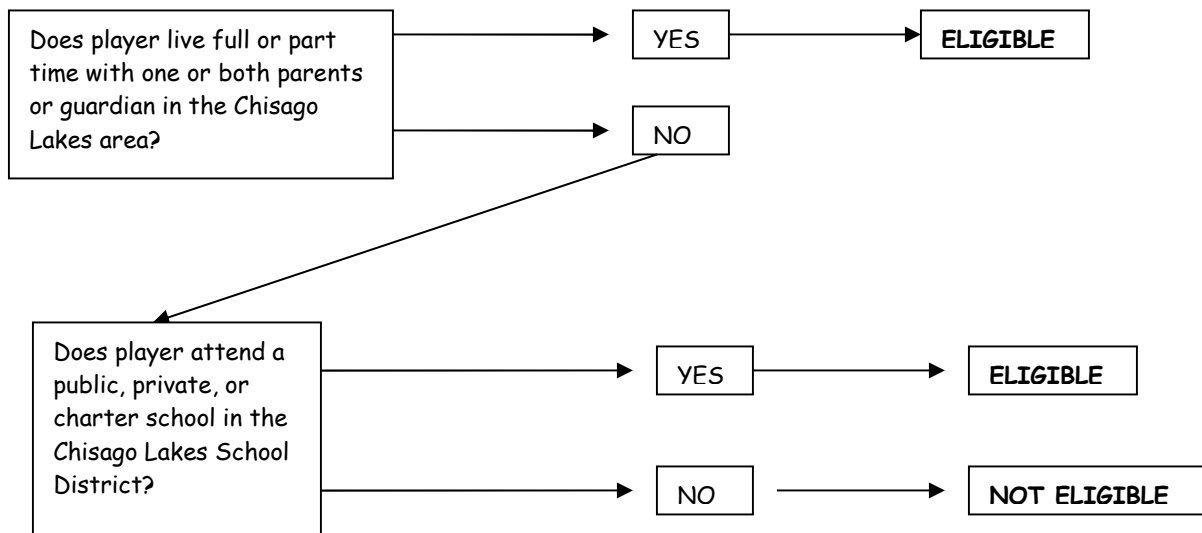 Does player live full or part
time with one or both parents
or guardian in the Chisago
Lakes area?
YES
ELIGIBLE
NO
Does player attend a
public, private, or
charter school in the
Chisago Lakes School
District?
YES
ELIGIBLE
NO
NOT ELIGIBLE